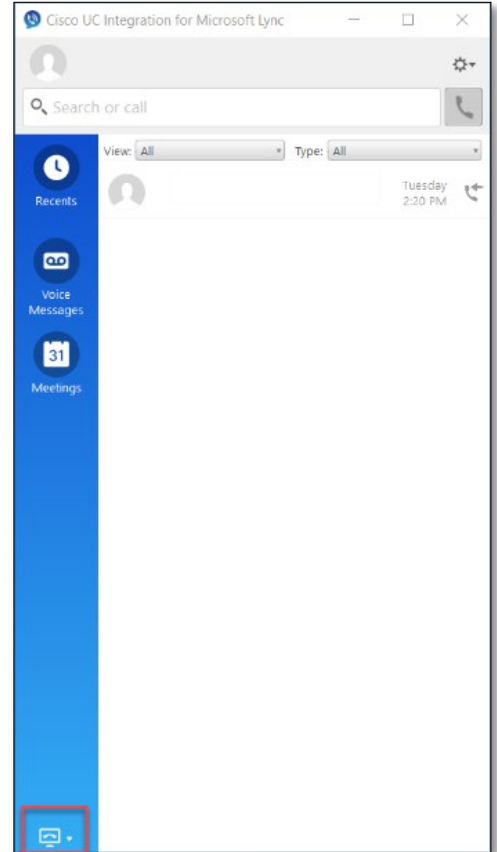 Cisco UC Integration for Microsoft Lync
Search or call
View: All Type: All
Recents
Tuesday
2:20 PM
Voice
Messages
31
Meetings